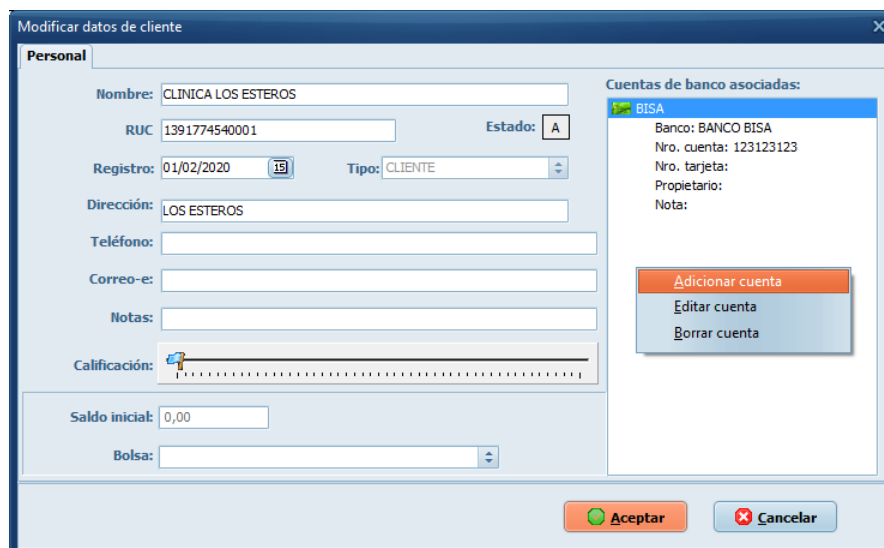 Modificar datos de cliente
Personal
Nombre: CLINICA LOS ESTEROS
RUC 1391774540001 Estado: A
Registro: 01/02/2020 15 Tipo: CLIENTE
Dirección: LOS ESTEROS
Teléfono:
Correo-e:
Notas:
Calificación:
Saldo inicial: 0,00
Bolsa:
Cuentas de banco asociadas:
BISA
Banco: BANCO BISA
Nro. cuenta: 123123123
Nro. tarjeta:
Propietario:
Nota:
Adicionar cuenta
Editar cuenta
Borrar cuenta
Aceptar Cancelar